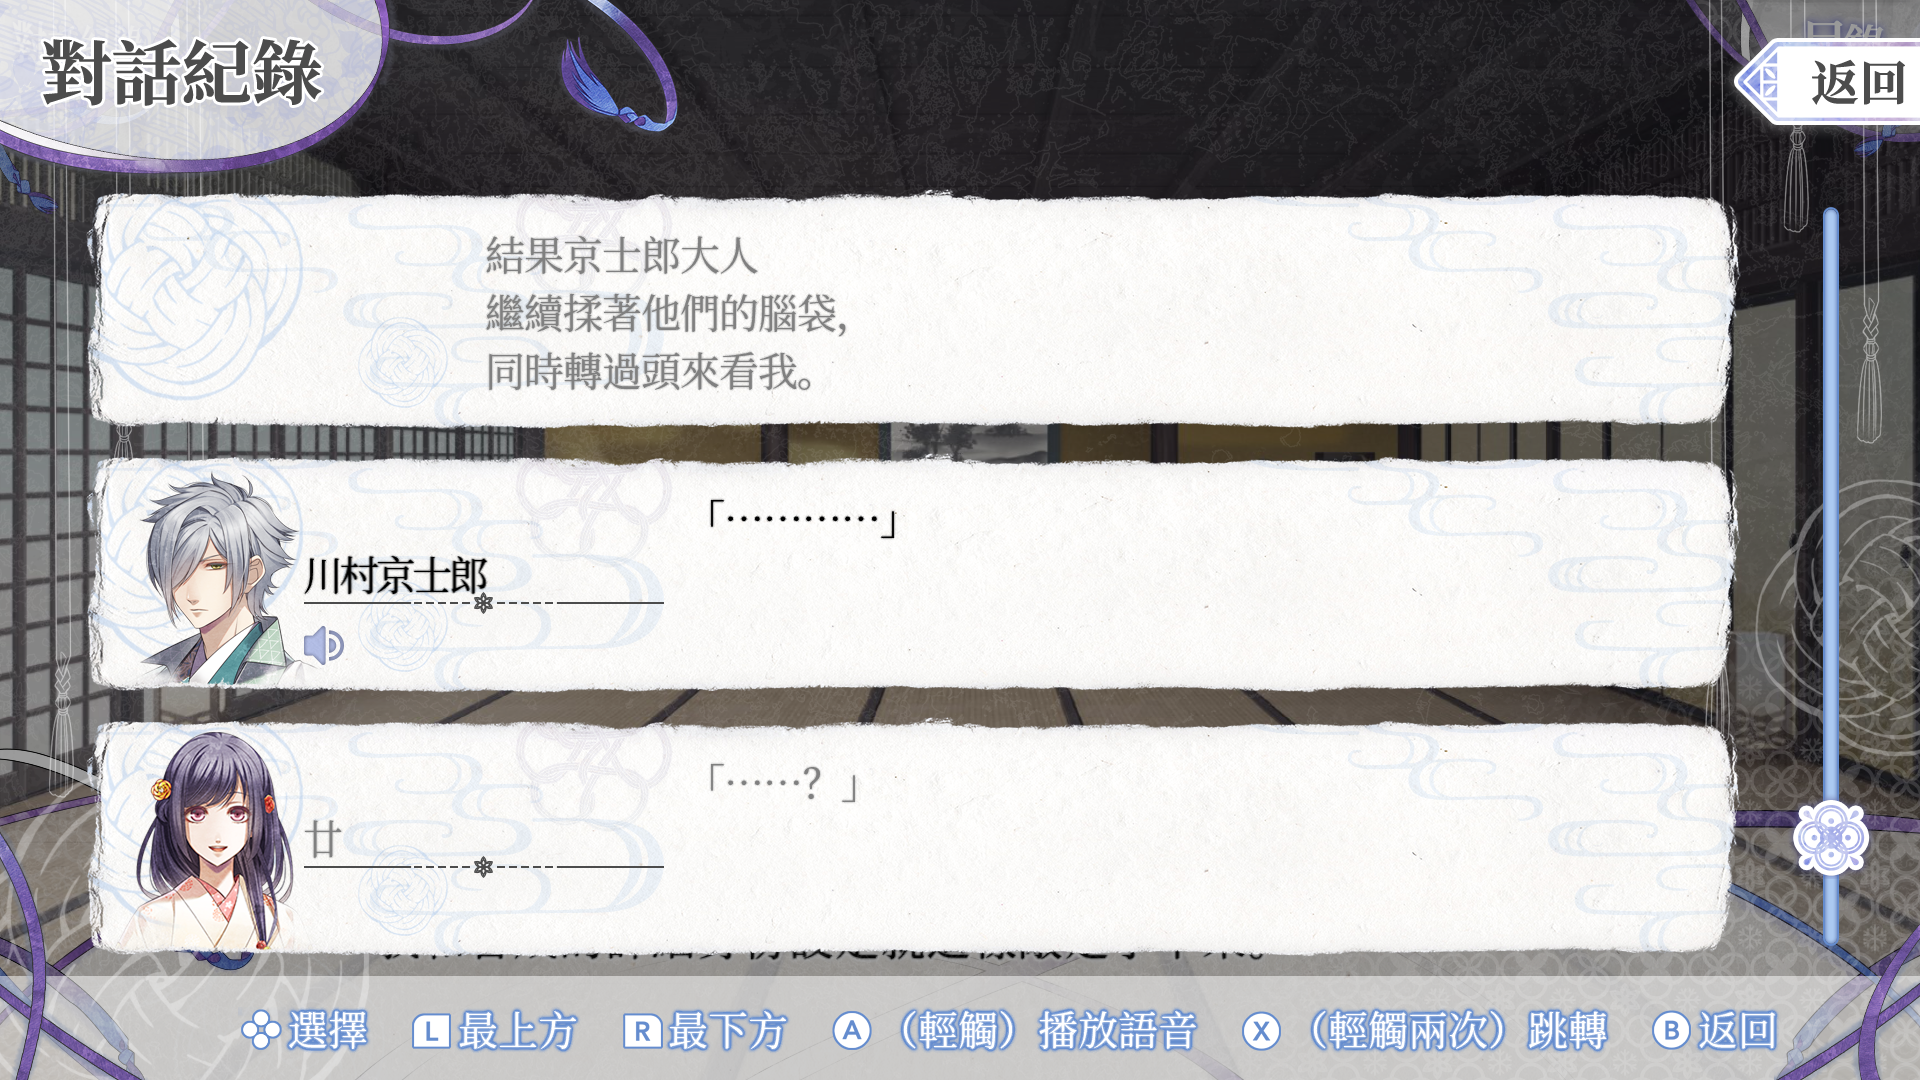 對話紀錄
返回
結果京士郎大人
繼續揉著他們的腦袋,
同時轉過頭來看我。
川村京士郎
「…………」
廿
「……？」
選擇
L 最上方
R 最下方
A （輕觸）播放語音
X （輕觸兩次）跳轉
B 返回